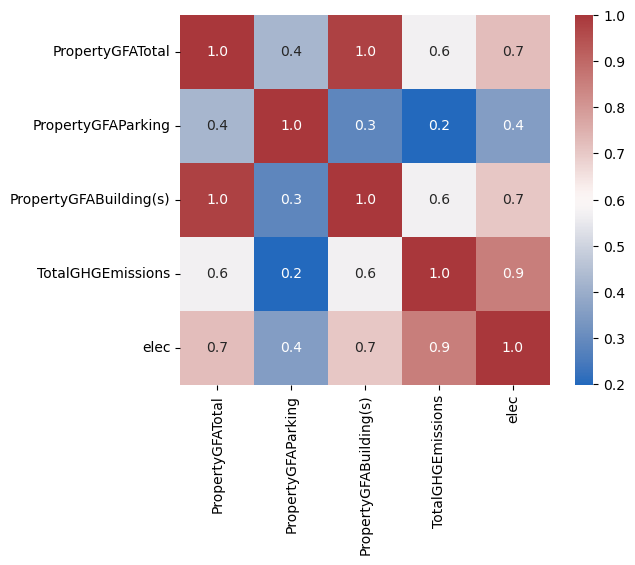 PropertyGFATotal 1.0 0.4 1.0 0.6 0.7
PropertyGFAParking 0.4 1.0 0.3 0.2 0.4
PropertyGFABuilding(s) 1.0 0.3 1.0 0.6 0.7
TotalGHGEmissions 0.6 0.2 0.6 1.0 0.9
elec 0.7 0.4 0.7 0.9 1.0
PropertyGFATotal
PropertyGFAParking
PropertyGFABuilding(s)
TotalGHGEmissions
elec
1.0
0.9
0.8
0.7
0.6
0.5
0.4
0.3
0.2